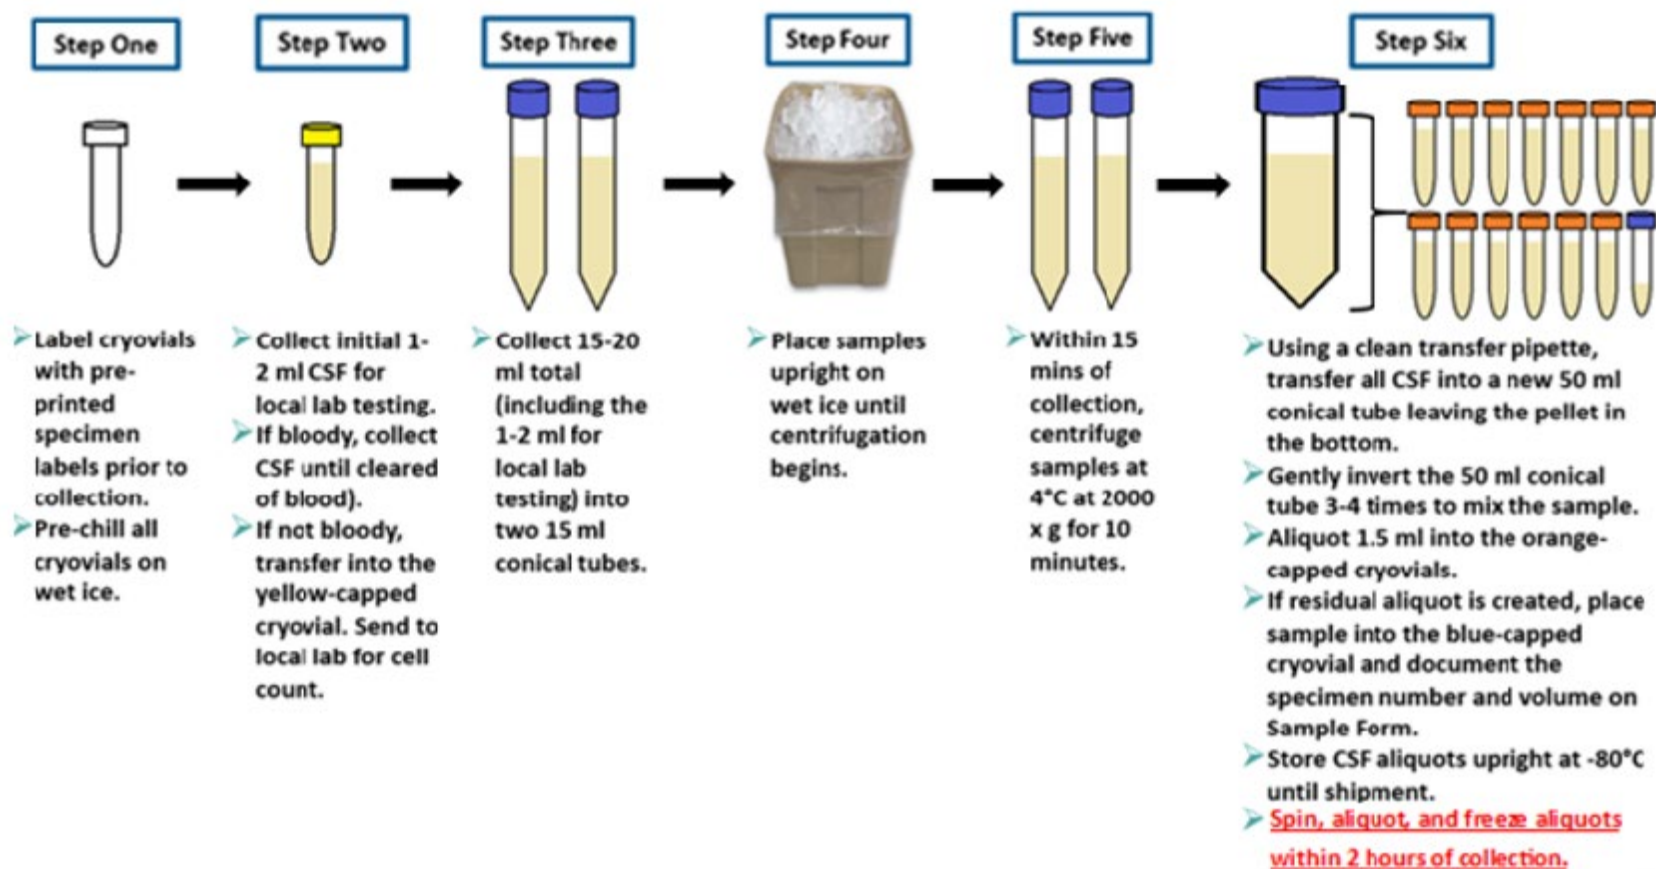 Step One
Label cryovials
with pre-
printed
specimen
labels prior to
collection.
Pre-chill all
cryovials on
wet ice.
Step Two
Collect initial 1-
2 ml CSF for
local lab testing.
If bloody, collect
CSF until cleared
of blood).
If not bloody,
transfer into the
yellow-capped
cryovial. Send to
local lab for cell
count.
Step Three
Collect 15-20
ml total
(including the
1-2 ml for
local lab
testing) into
two 15 ml
conical tubes.
Step Four
Place samples
upright on
wet ice until
centrifugation
begins.
Step Five
Within 15
mins of
collection,
centrifuge
samples at
4°C at 2000
x g for 10
minutes.
Step Six
Using a clean transfer pipette,
transfer all CSF into a new 50 ml
conical tube leaving the pellet in
the bottom.
Gently invert the 50 ml conical
tube 3-4 times to mix the sample.
Aliquot 1.5 ml into the orange-
capped cryovials.
If residual aliquot is created, place
sample into the blue-capped
cryovial and document the
specimen number and volume on
Sample Form.
Store CSF aliquots upright at -80°C
until shipment.
Spin, aliquot, and freeze aliquots
within 2 hours of collection.